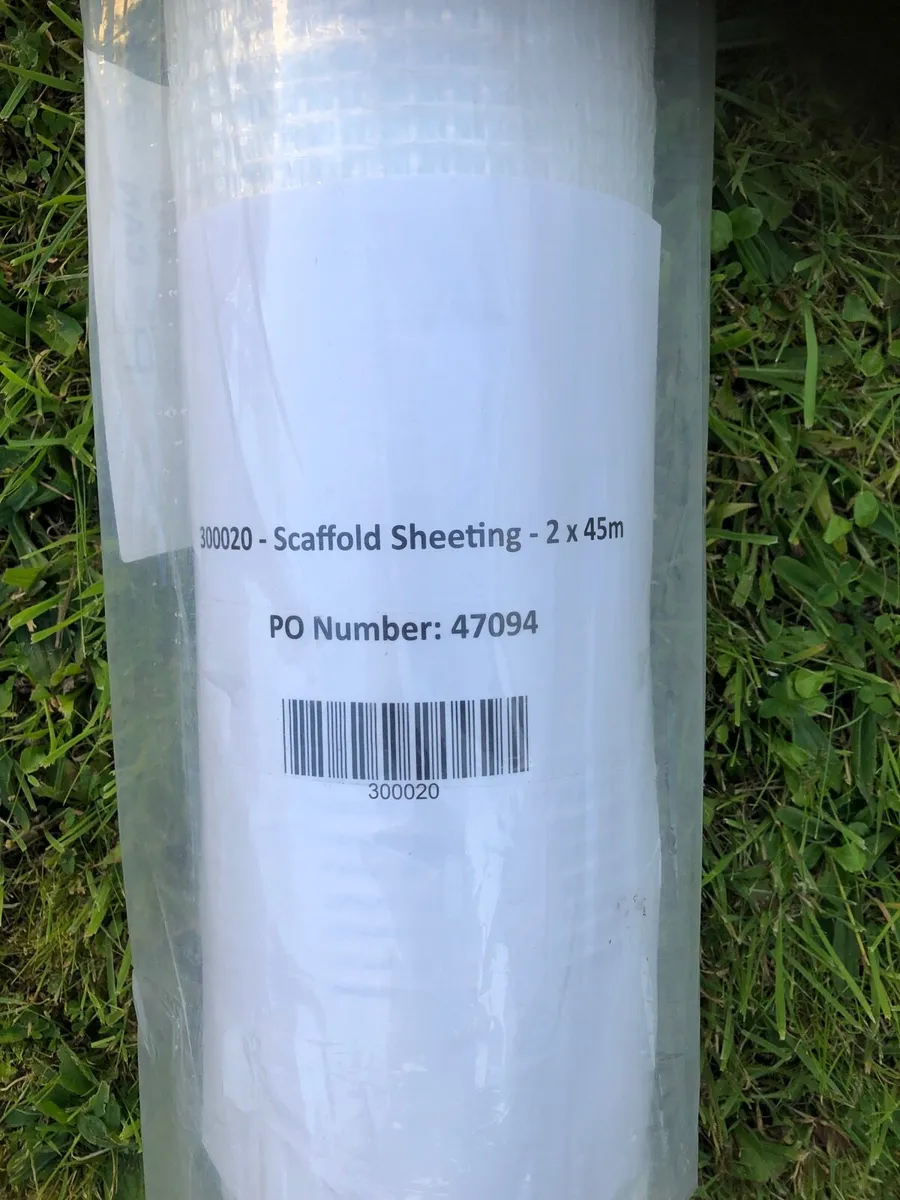 300020 - Scaffold Sheeting - 2 x 45m
PO Number: 47094
300020